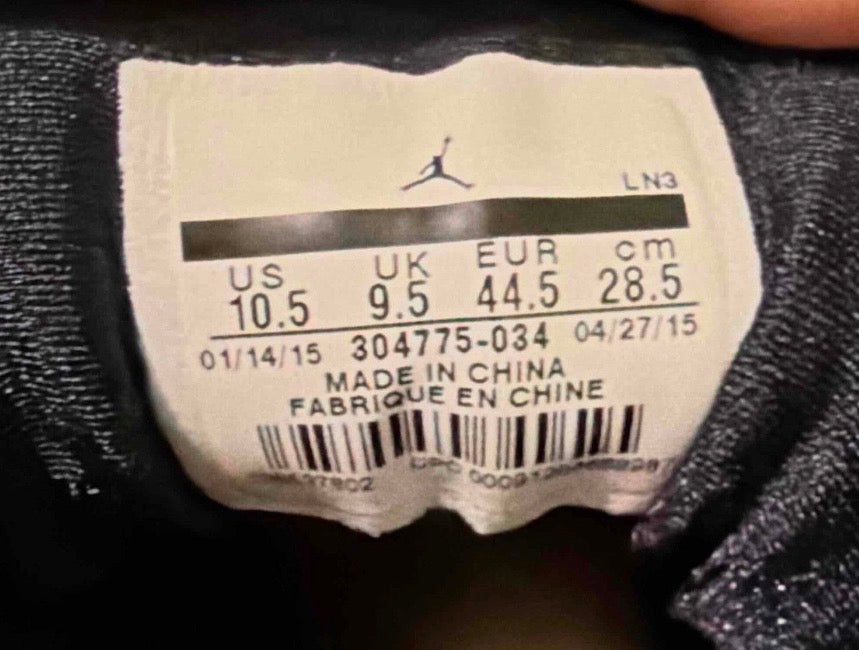 LN3
US UK EUR cm
10.5 9.5 44.5 28.5
01/14/15 304775-034 04/27/15
MADE IN CHINA
FABRIQUE EN CHINE